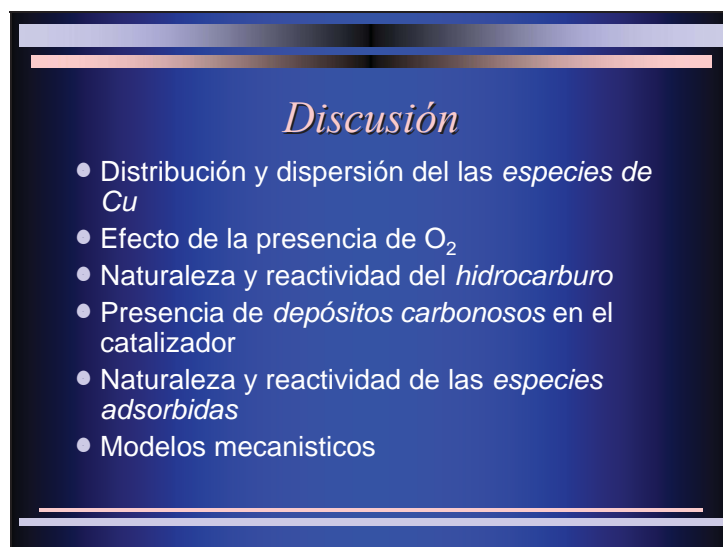 Discusión
● Distribución y dispersión del las especies de
Cu
● Efecto de la presencia de O₂
● Naturaleza y reactividad del hidrocarburo
● Presencia de depósitos carbonosos en el
catalizador
● Naturaleza y reactividad de las especies
adsorbidas
● Modelos mecanisticos